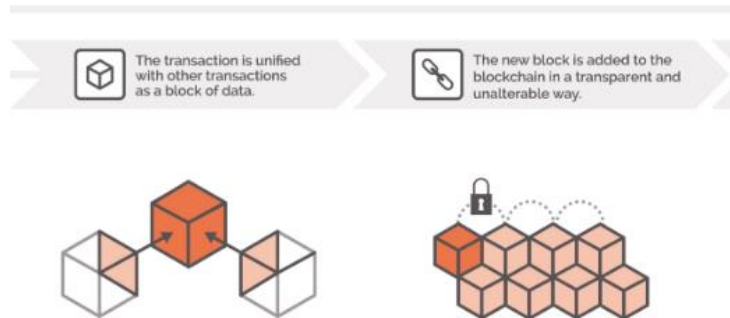 The transaction is unified
with other transactions
as a block of data.
The new block is added to the
blockchain in a transparent and
unalterable way.